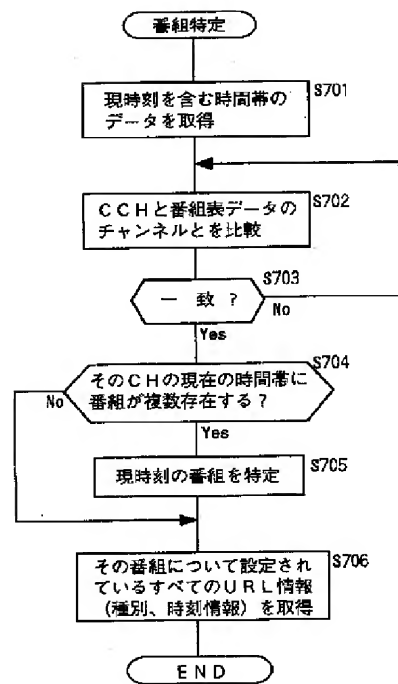 番組特定
S701
現時刻を含む時間帯の
データを取得
S702
CCHと番組表データの
チャンネルとを比較
S703
一致?
No
Yes
S704
そのCHの現在の時間帯に
番組が複数存在する?
No
Yes
S705
現時刻の番組を特定
S706
その番組について設定され
ているすべてのURL情報
(種別、時刻情報)を取得
END